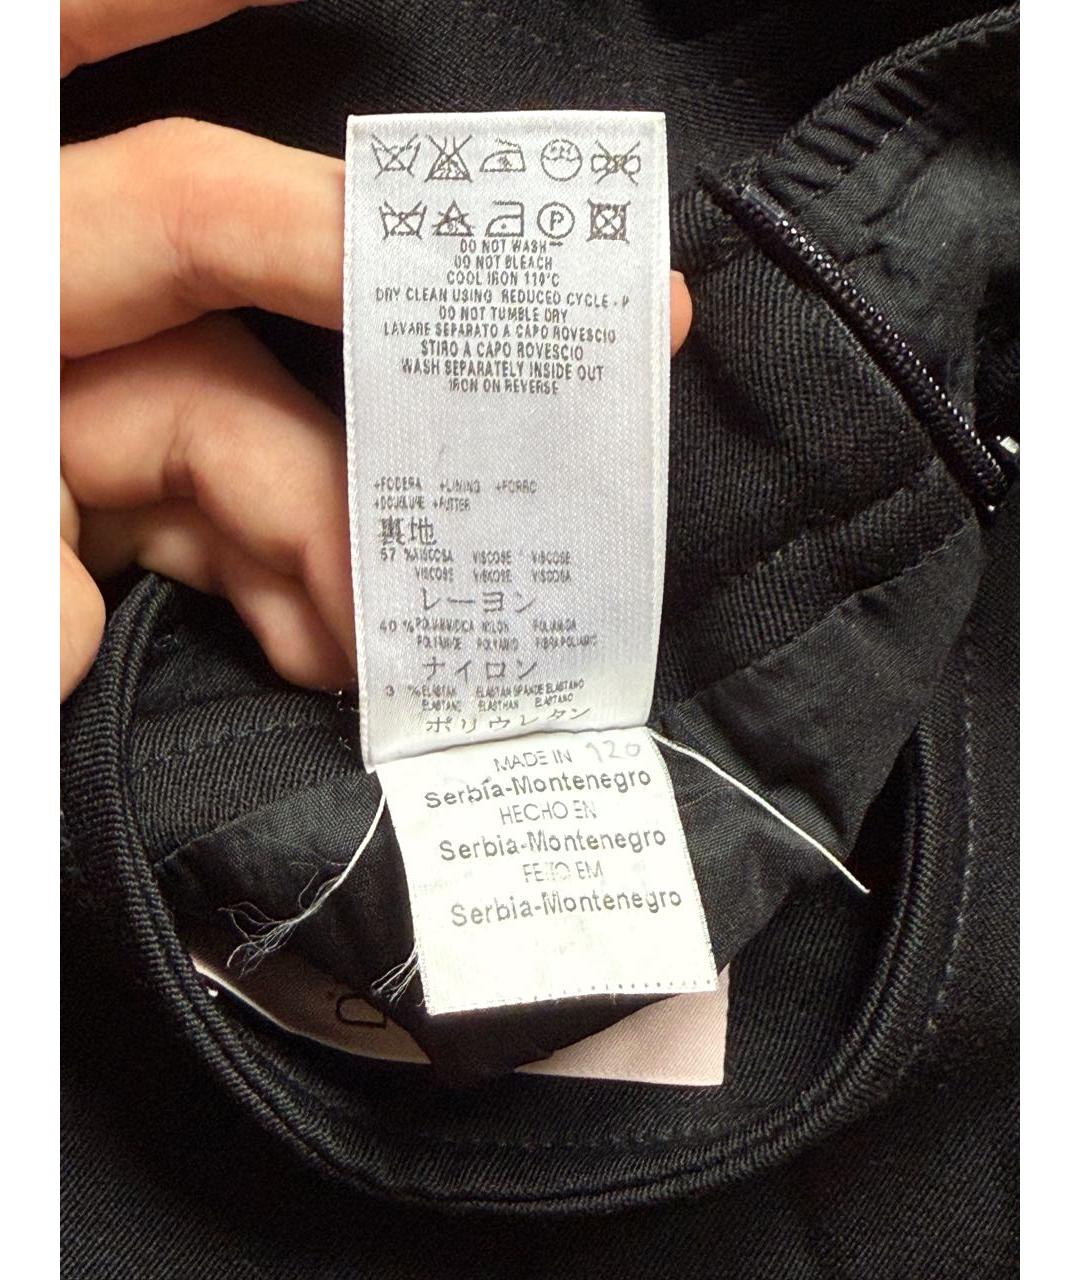 DO NOT WASH
DO NOT BLEACH
COOL IRON 110°C
DRY CLEAN USING REDUCED CYCLE - P
DO NOT TUMBLE DRY
LAVARE SEPARATO A CAPO ROVESCIO
STIRO A CAPO ROVESCIO
WASH SEPARATELY INSIDE OUT
IRON ON REVERSE
+FODERA +LINING +FORRO
+DOUBLURE +FUTTER
裏地
57 %VISCOSA VISCOSE VISCOSE
VISCOSE VISKOSE VISCOSA
レーヨン
40 %POLIAMMIDICA NYLON POLIAMIDA
POLYAMIDE POLYAMID FIBRA POLIAMIC
ナイロン
3 %ELASTAN ELASTAN SPANDE ELASTANO
ELASTANE ELASTHAN ELASTANO
ポリウレタン
MADE IN 120
Serbia-Montenegro
HECHO EN
Serbia-Montenegro
FEITO EM
Serbia-Montenegro